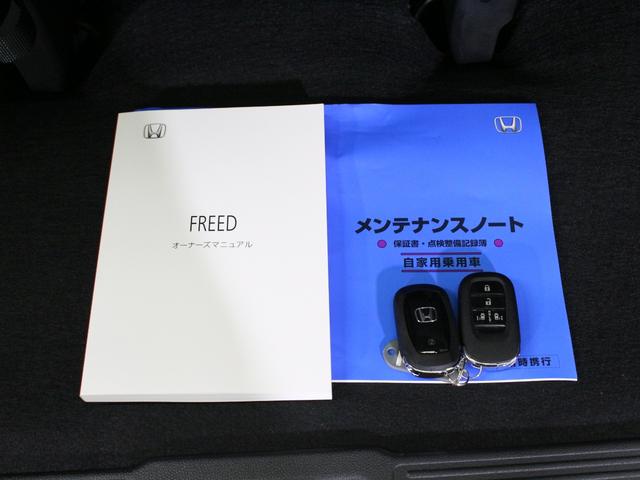 FREED
オーナーズマニュアル
メンテナンスノート
保証書・点検整備記録簿
自家用乗用車
時携行